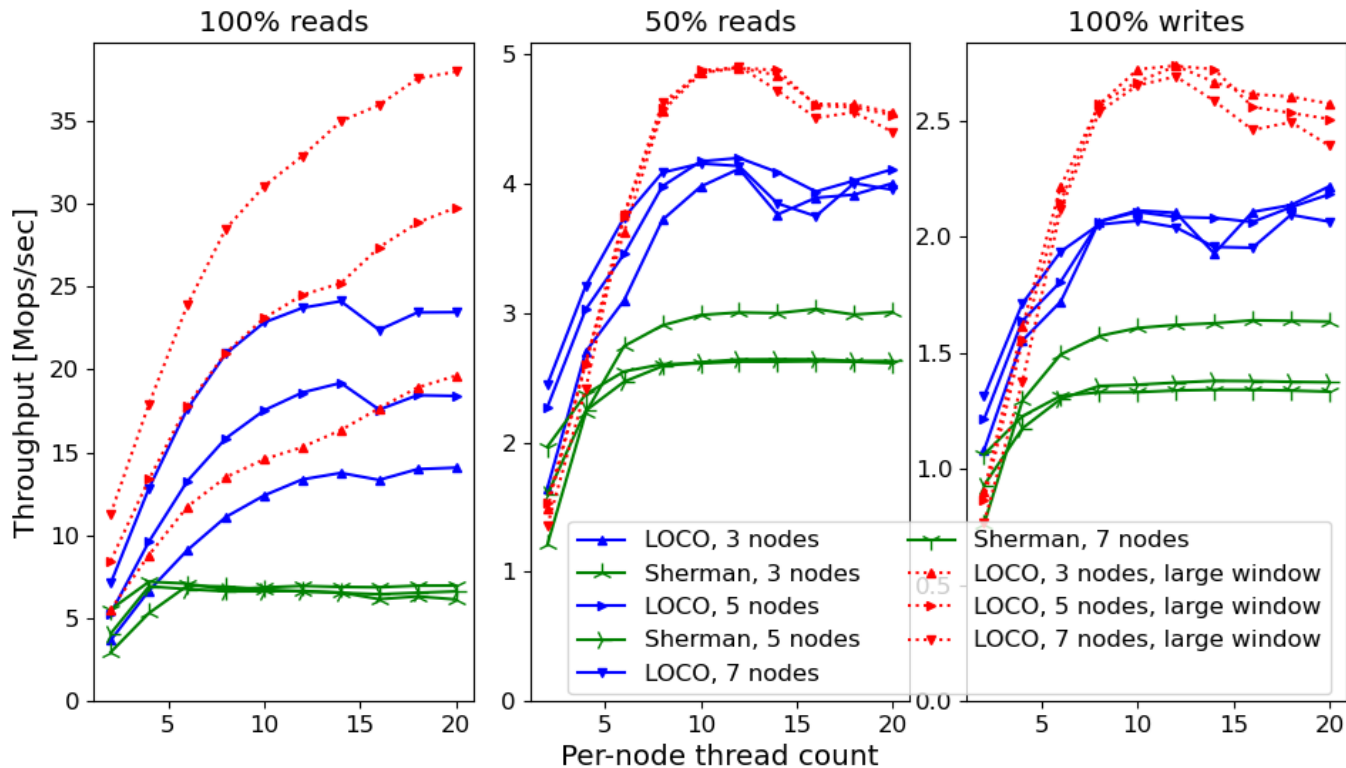 100% reads
50% reads
100% writes
Throughput [Mops/sec]
35
30
25
20
15
10
5
0
5
10
15
20
5
4
3
2
1
0
5
10
15
20
2.5
2.0
1.5
1.0
0.5
0.0
5
10
15
20
Per-node thread count
LOCO, 3 nodes
Sherman, 3 nodes
LOCO, 5 nodes
Sherman, 5 nodes
LOCO, 7 nodes
Sherman, 7 nodes
LOCO, 3 nodes, large window
LOCO, 5 nodes, large window
LOCO, 7 nodes, large window